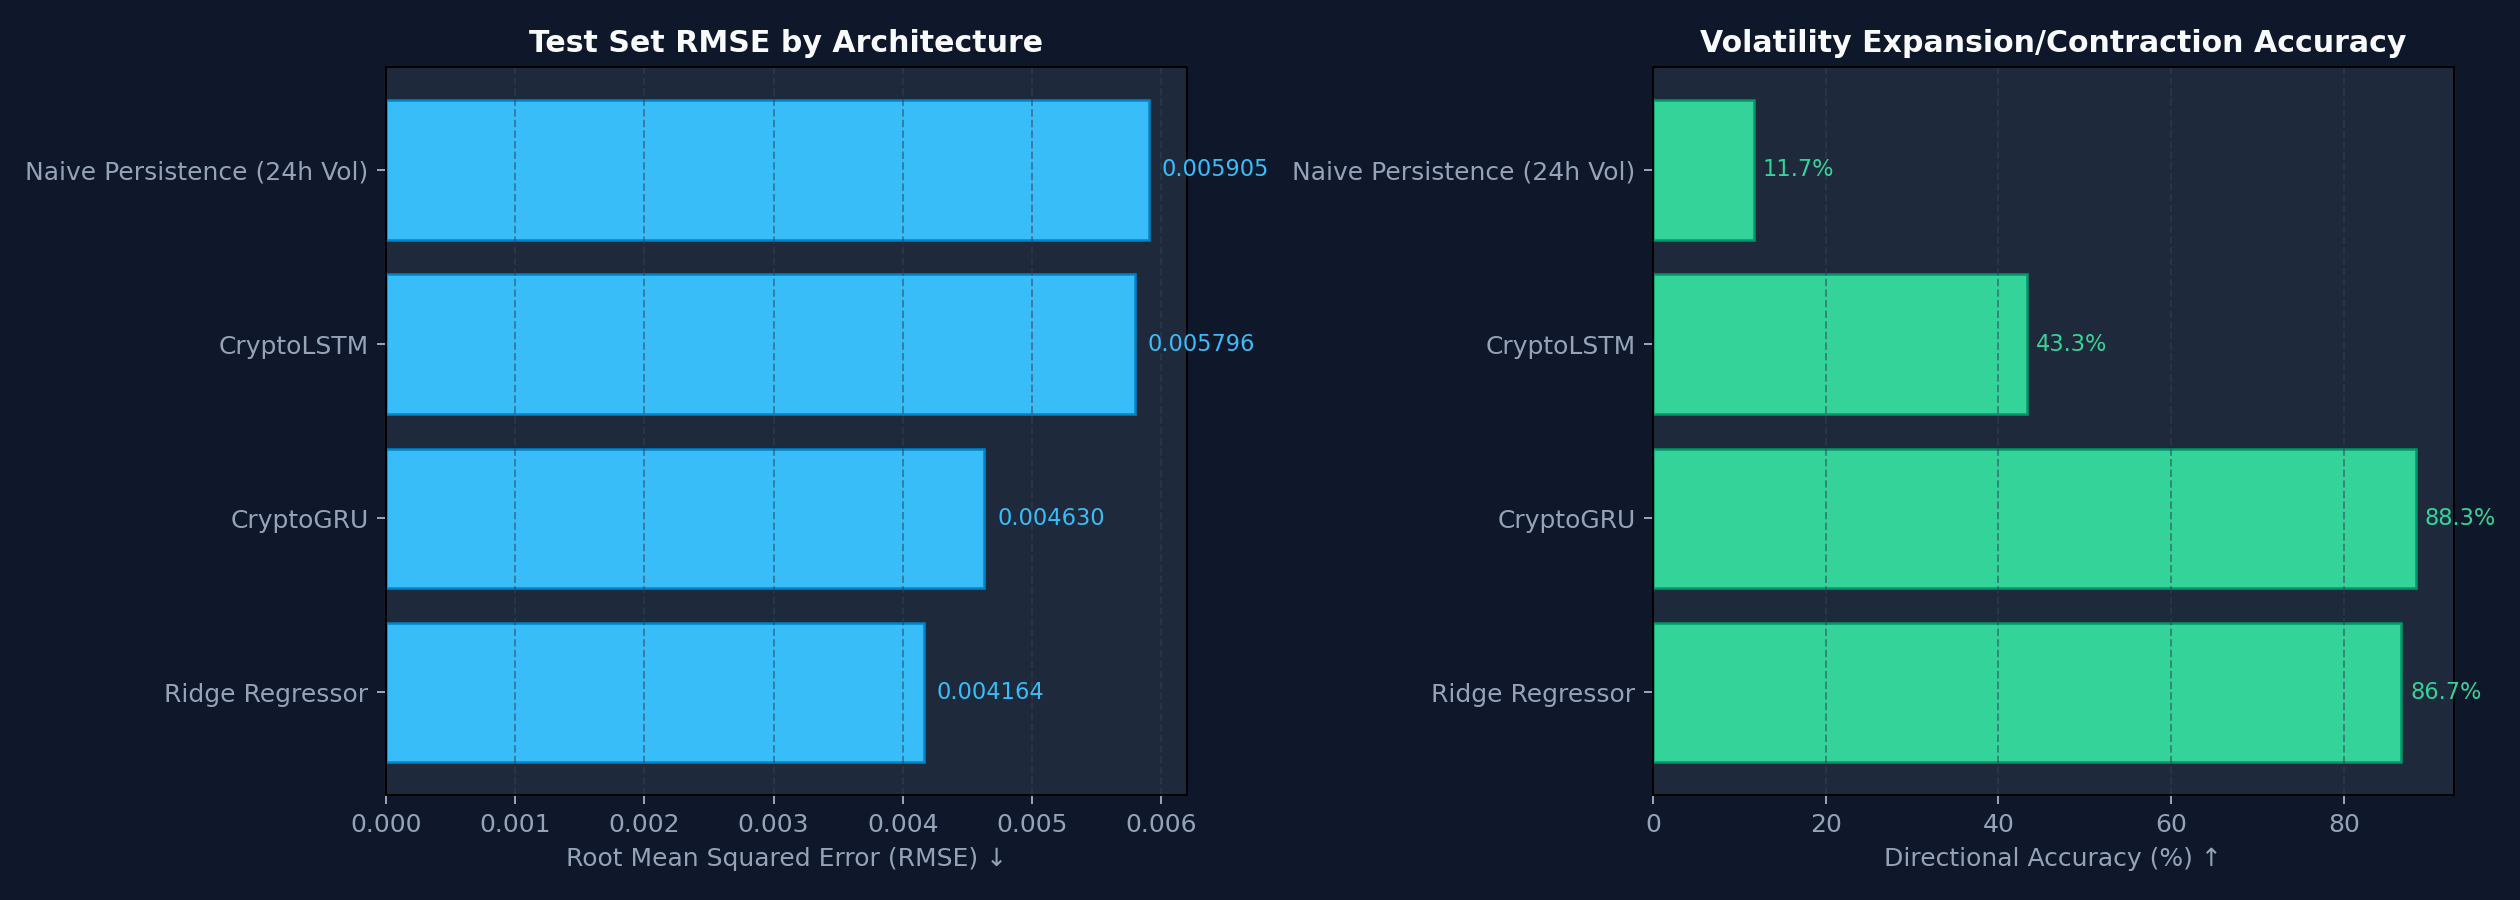 Test Set RMSE by Architecture
Naive Persistence (24h Vol)
0.005905
CryptoLSTM
0.005796
CryptoGRU
0.004630
Ridge Regressor
0.004164
0.000 0.001 0.002 0.003 0.004 0.005 0.006
Root Mean Squared Error (RMSE) ↓
Volatility Expansion/Contraction Accuracy
Naive Persistence (24h Vol)
11.7%
CryptoLSTM
43.3%
CryptoGRU
88.3%
Ridge Regressor
86.7%
0 20 40 60 80
Directional Accuracy (%) ↑